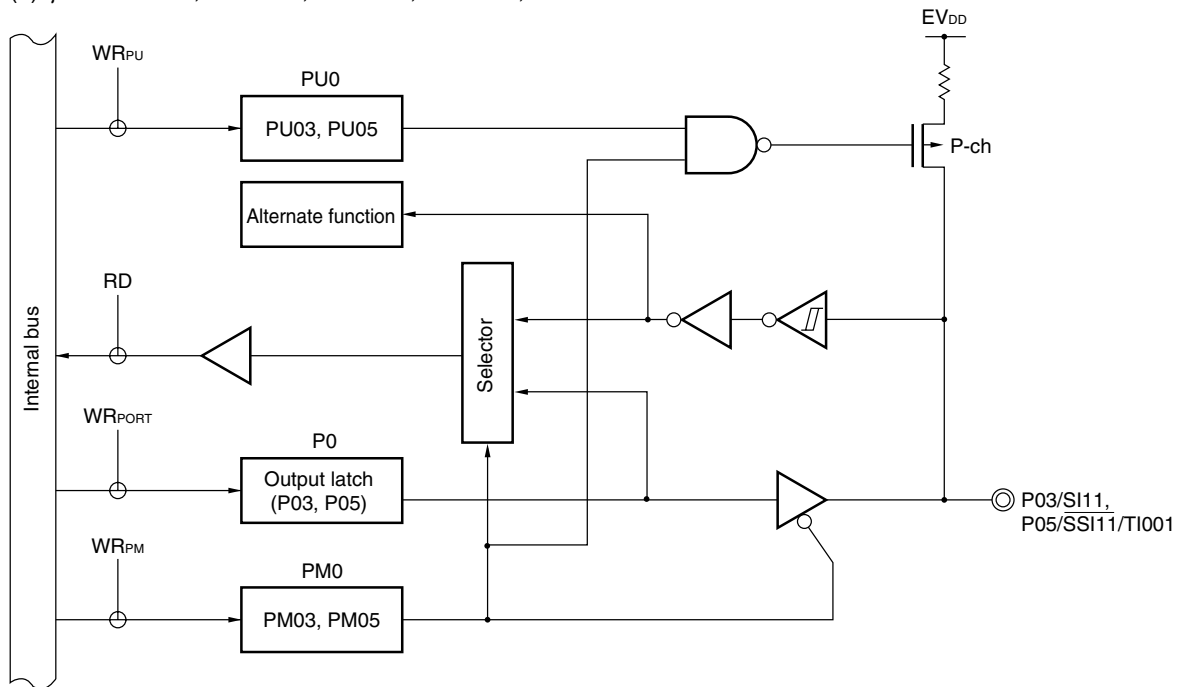 EVDD
WRPU
PU0
PU03, PU05
P-ch
Alternate function
RD
Selector
Internal bus
WRPORT
P0
Output latch
(P03, P05)
P03/SI11,
P05/SSI11/TI001
WRPM
PM0
PM03, PM05